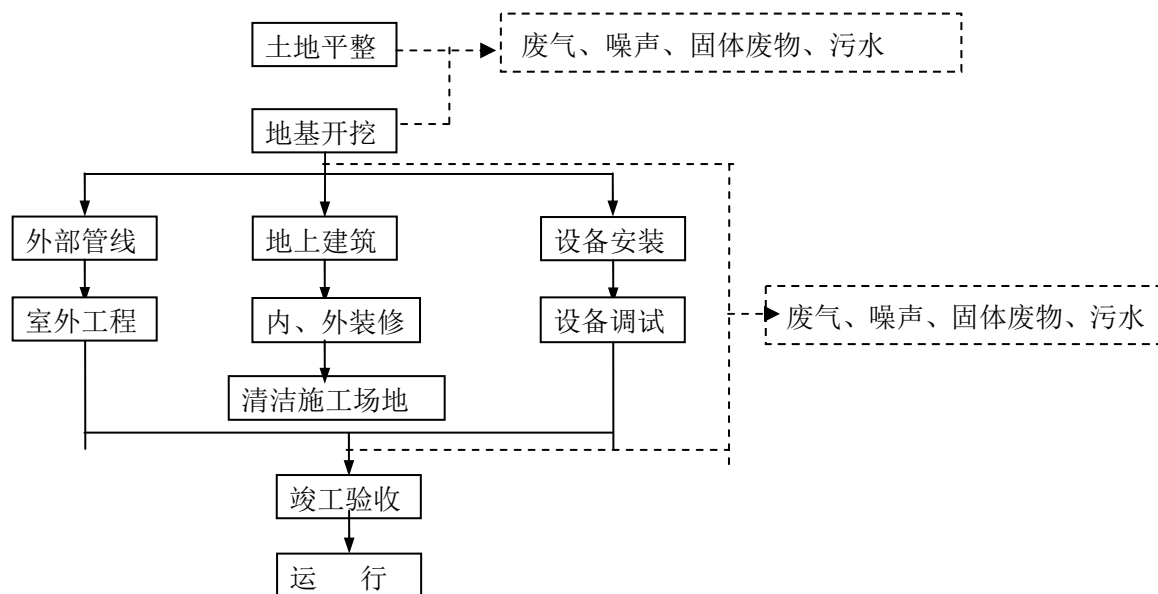 土地平整
废气、噪声、固体废物、污水
地基开挖
外部管线
地上建筑
设备安装
室外工程
内、外装修
设备调试
废气、噪声、固体废物、污水
清洁施工场地
竣工验收
运 行